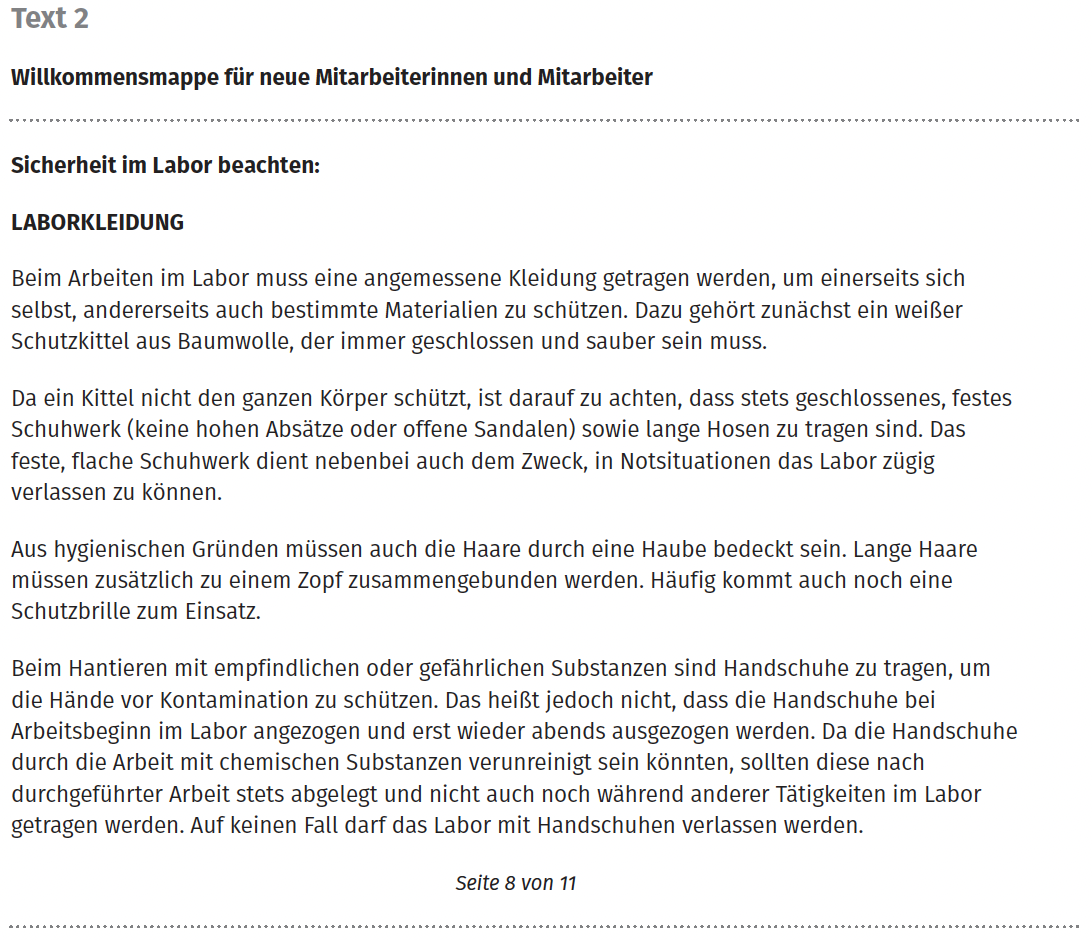 Text 2
Willkommensmappe für neue Mitarbeiterinnen und Mitarbeiter
Sicherheit im Labor beachten:
LABORKLEIDUNG
Beim Arbeiten im Labor muss eine angemessene Kleidung getragen werden, um einerseits sich
selbst, andererseits auch bestimmte Materialien zu schützen. Dazu gehört zunächst ein weißer
Schutzkittel aus Baumwolle, der immer geschlossen und sauber sein muss.
Da ein Kittel nicht den ganzen Körper schützt, ist darauf zu achten, dass stets geschlossenes, festes
Schuhwerk (keine hohen Absätze oder offene Sandalen) sowie lange Hosen zu tragen sind. Das
feste, flache Schuhwerk dient nebenbei auch dem Zweck, in Notsituationen das Labor zügig
verlassen zu können.
Aus hygienischen Gründen müssen auch die Haare durch eine Haube bedeckt sein. Lange Haare
müssen zusätzlich zu einem Zopf zusammengebunden werden. Häufig kommt auch noch eine
Schutzbrille zum Einsatz.
Beim Hantieren mit empfindlichen oder gefährlichen Substanzen sind Handschuhe zu tragen, um
die Hände vor Kontamination zu schützen. Das heißt jedoch nicht, dass die Handschuhe bei
Arbeitsbeginn im Labor angezogen und erst wieder abends ausgezogen werden. Da die Handschuhe
durch die Arbeit mit chemischen Substanzen verunreinigt sein könnten, sollten diese nach
durchgeführter Arbeit stets abgelegt und nicht auch noch während anderer Tätigkeiten im Labor
getragen werden. Auf keinen Fall darf das Labor mit Handschuhen verlassen werden.
Seite 8 von 11